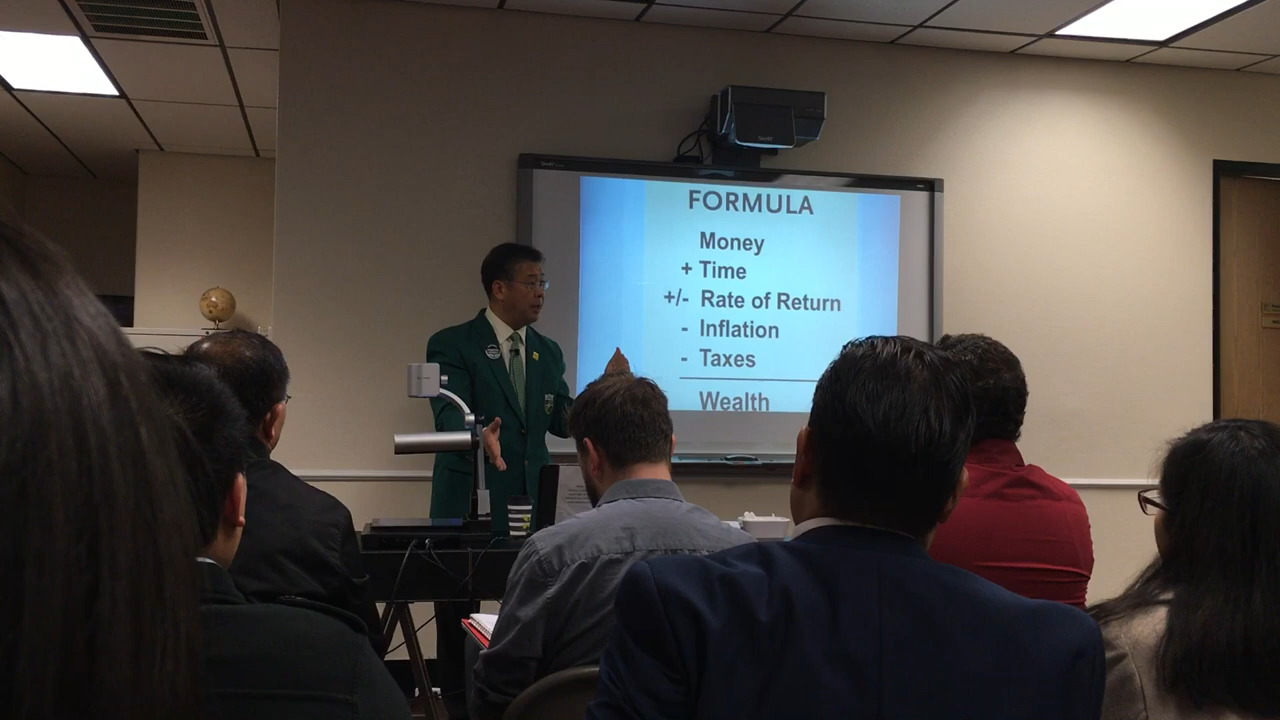 FORMULA
Money
+ Time
+/- Rate of Return
- Inflation
- Taxes
Wealth